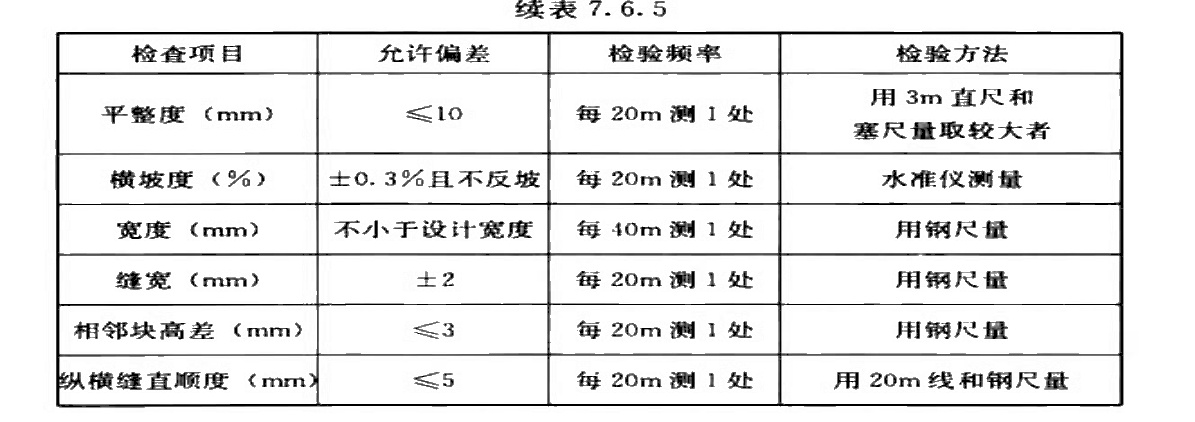 续表 7.6.5
检查项目 允许偏差 检验频率 检验方法
平整度（mm） ≤10 每 20m 测 1 处 用 3m 直尺和
塞尺量取较大者
横坡度（%） ±0.3%且不反坡 每 20m 测 1 处 水准仪测量
宽度（mm） 不小于设计宽度 每 40m 测 1 处 用钢尺量
缝宽（mm） ±2 每 20m 测 1 处 用钢尺量
相邻块高差（mm） ≤3 每 20m 测 1 处 用钢尺量
纵横缝直顺度（mm） ≤5 每 20m 测 1 处 用 20m 线和钢尺量